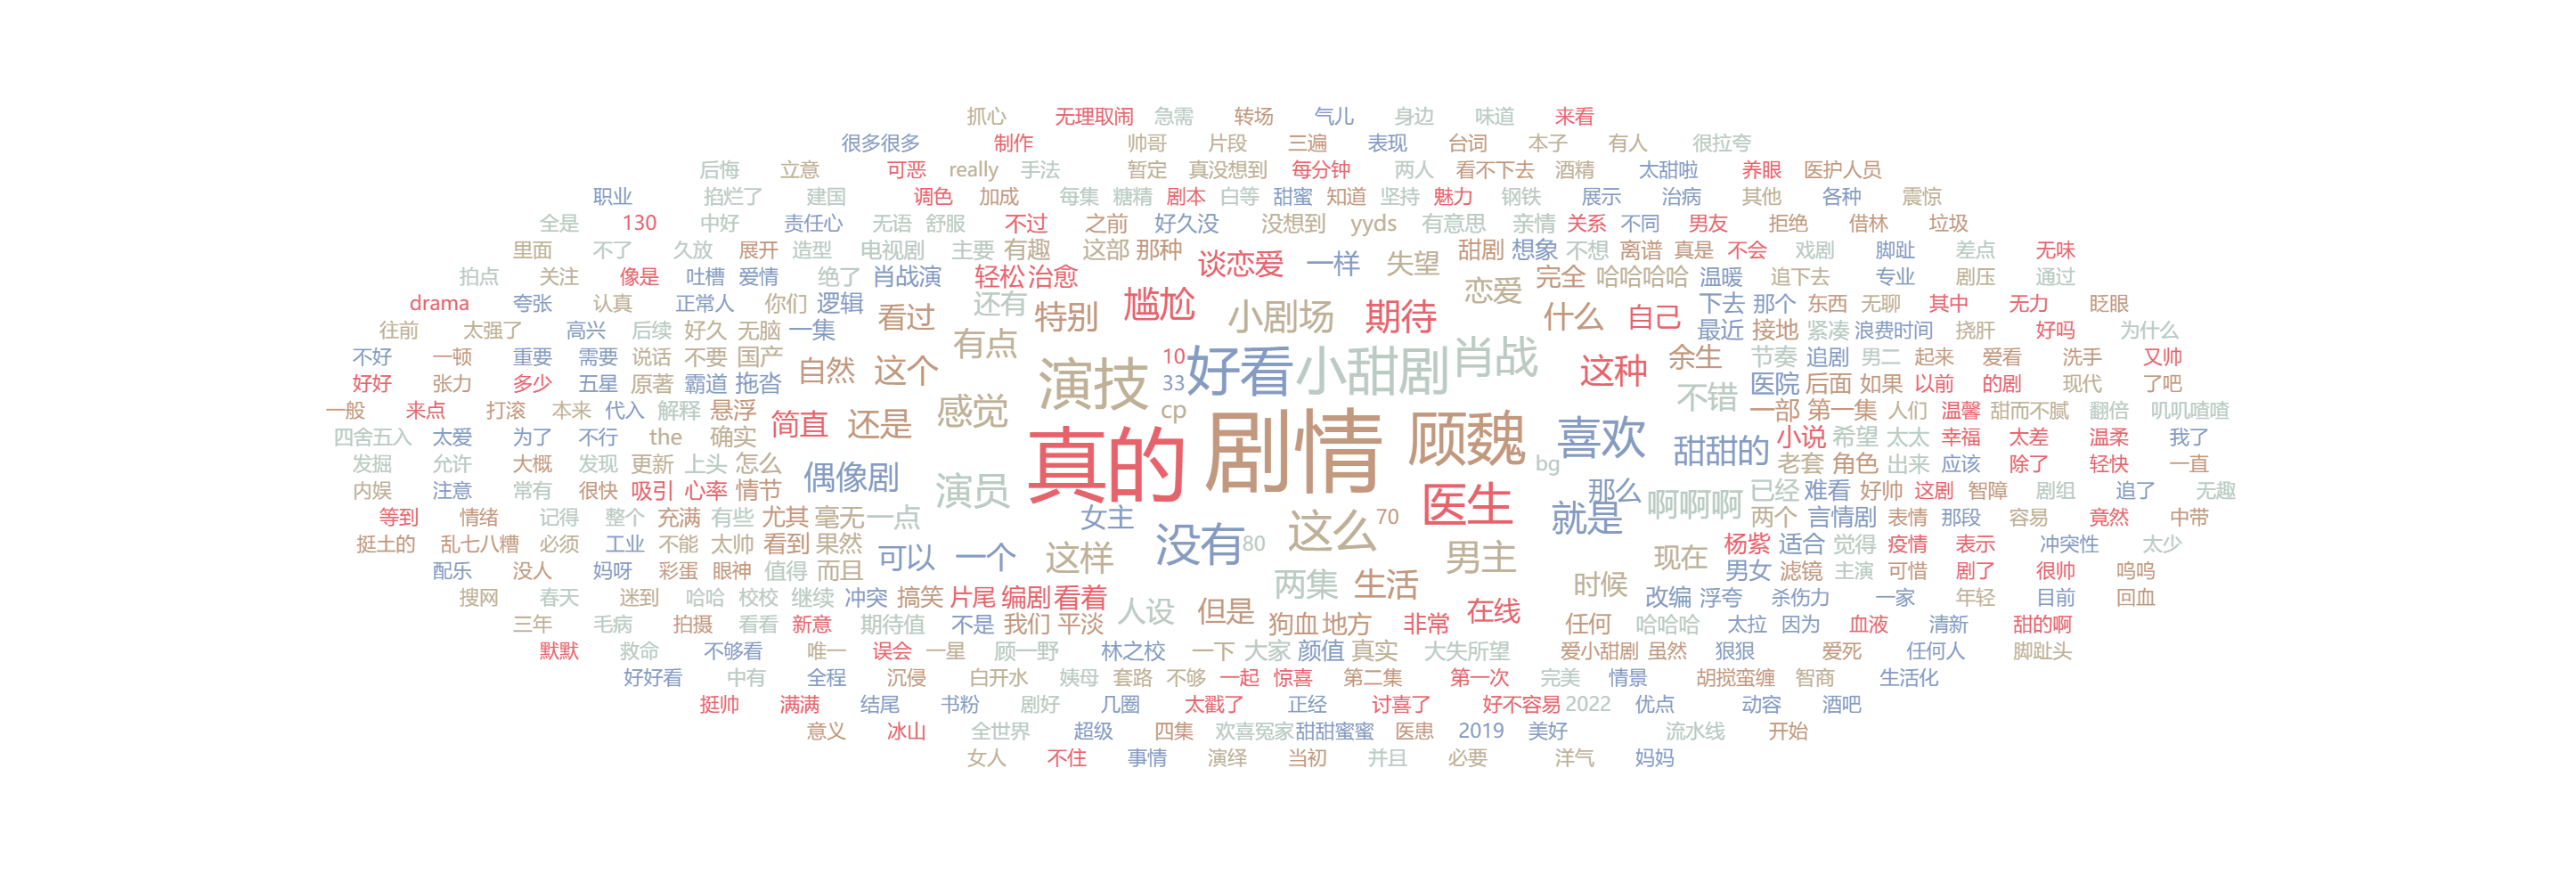 抓心 无理取闹 急需 转场 气儿 身边 味道 来看
很多很多 制作 帅哥 片段 三遍 表现 台词 本子 有人 很拉夸
后悔 立意 可恶 really 手法 暂定 真没想到 每分钟 两人 看不下去 酒精 太甜啦 养眼 医护人员
职业 掐烂了 建国 调色 加成 每集 糖精 剧本 白等 甜蜜 知道 坚持 魅力 钢铁 展示 治病 其他 各种 震惊
全是 130 中好 责任心 无语 舒服 不过 之前 好久没 没想到 yyds 有意思 亲情 关系 不同 男友 拒绝 借林 垃圾
里面 不了 久放 展开 造型 电视剧 主要 有趣 这部 那种 谈恋爱 一样 失望 甜剧 想象 不想 离谱 真是 不会 戏剧 脚趾 差点 无味
拍点 关注 像是 吐槽 爱情 绝了 肖战演 轻松 治愈 完全 哈哈哈哈 温暖 追下去 专业 剧压 通过
drama 夸张 认真 正常人 你们 逻辑 还有 尴尬 恋爱 下去 那个 东西 无聊 其中 无力 眨眼
往前 太强了 高兴 后续 好久 无脑 一集 看过 特别 小剧场 期待 什么 自己 最近 接地 紧凑 浪费时间 挠肝 好吗 为什么
不好 一顿 重要 需要 说话 不要 国产 有点 10 好看 小甜剧 肖战 余生 节奏 追剧 男二 起来 爱看 洗手 又帅
好好 张力 多少 五星 原著 霸道 拖沓 自然 这个 演技 33 这种 不错 医院 后面 如果 以前 的剧 现代 了吧
一般 来点 打滚 本来 代入 解释 悬浮 简直 还是 感觉 cp 一部 第一集 人们 温馨 甜而不腻 翻倍 叽叽喳喳
四舍五入 太爱 为了 不行 the 确实 真的 剧情 顾魏 喜欢 甜甜的 小说 希望 太太 幸福 太差 温柔 我了
发掘 允许 大概 发现 更新 上头 怎么 偶像剧 bg 老套 角色 出来 应该 除了 轻快 一直
内娱 注意 常有 很快 吸引 心率 情节 演员 医生 那么 已经 难看 好帅 这剧 智障 剧组 追了 无趣
等到 情绪 记得 整个 充满 有些 尤其 毫无 一点 女主 这么 70 就是 啊啊啊 两个 言情剧 表情 那段 容易 竟然 中带
挺土的 乱七八糟 必须 工业 不能 太帅 看到 果然 可以 一个 这样 没有 80 男主 现在 杨紫 适合 觉得 疫情 表示 冲突性 太少
配乐 没人 妈呀 彩蛋 眼神 值得 而且 两集 生活 时候 男女 滤镜 主演 可惜 剧了 很帅 呜呜
搜网 春天 迷到 哈哈 校校 继续 冲突 搞笑 片尾 编剧 看着 人设 但是 在线 改编 浮夸 杀伤力 一家 年轻 目前 回血
三年 毛病 拍摄 看看 新意 期待值 不是 我们 平淡 狗血 地方 非常 任何 哈哈哈 太拉 因为 血液 清新 甜的啊
默默 救命 不够看 唯一 误会 一星 顾一野 林之校 一下 大家 颜值 真实 大失所望 爱小甜剧 虽然 狠狠 爱死 任何人 脚趾头
好好看 中有 全程 沉侵 白开水 姨母 套路 不够 一起 惊喜 第二集 第一次 完美 情景 胡搅蛮缠 智商 生活化
挺帅 满满 结尾 书粉 剧好 几圈 太戳了 正经 讨喜了 好不容易 2022 优点 动容 酒吧
意义 冰山 全世界 超级 四集 欢喜冤家 甜甜蜜蜜 医患 2019 美好 流水线 开始
女人 不住 事情 演绎 当初 并且 必要 洋气 妈妈